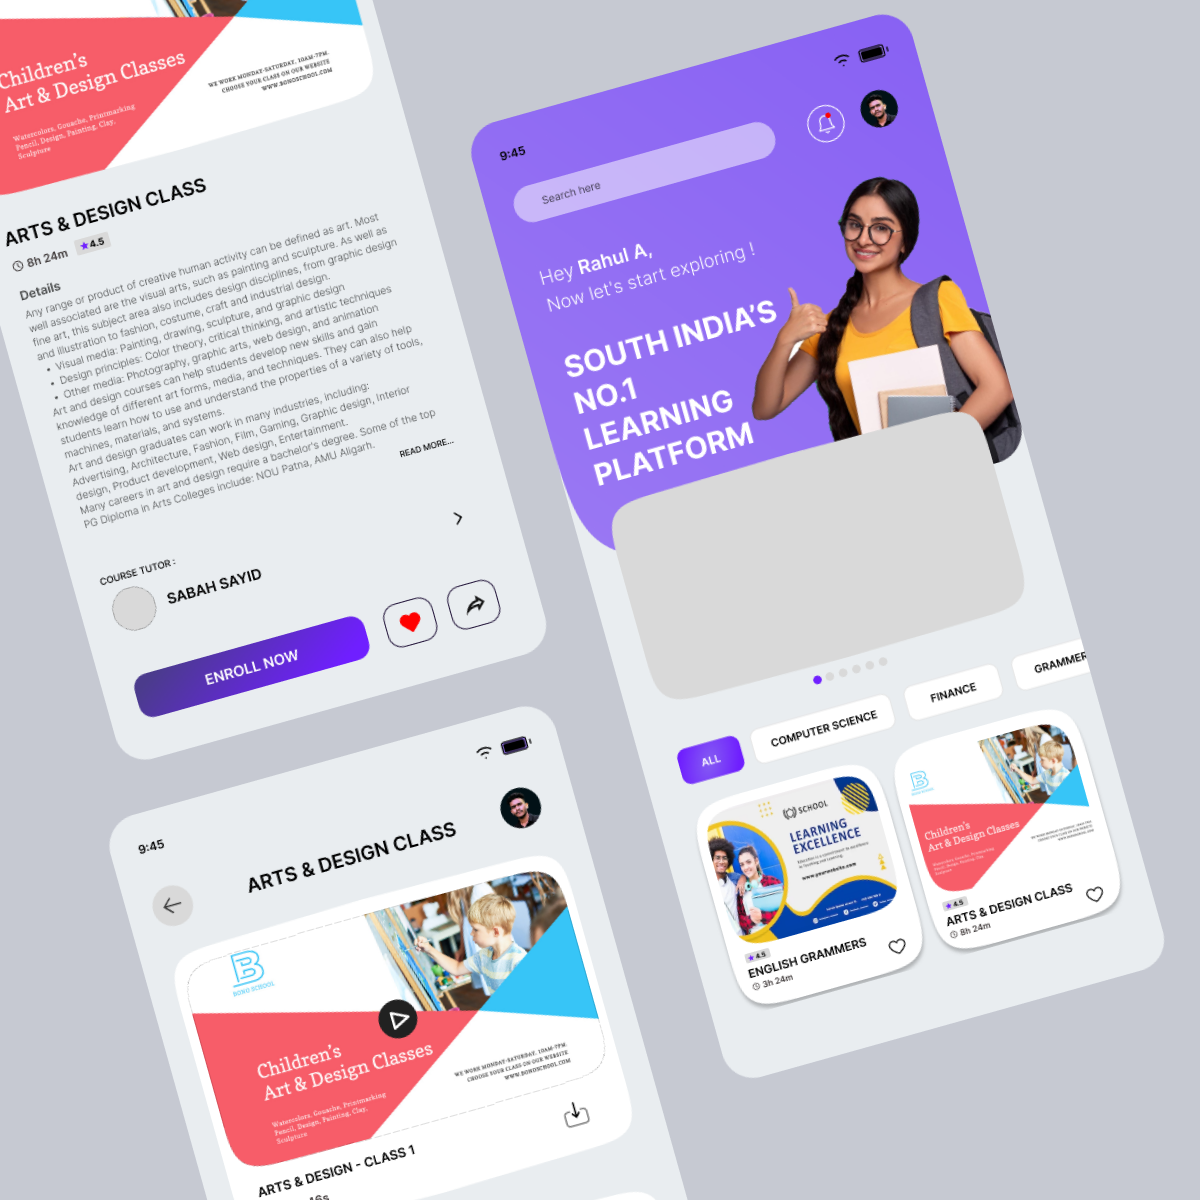 Children's
Art & Design Classes
WE WORK MONDAY-SATURDAY, 10AM-7PM.
CHOOSE YOUR CLASS ON OUR WEBSITE
WWW.BONOSCHOOL.COM
Watercolors, Gouache, Printmarking
Pencil, Design, Painting, Clay,
Sculpture
ARTS & DESIGN CLASS
8h 24m
4.5
Details
Any range or product of creative human activity can be defined as art. Most
well associated are the visual arts, such as painting and sculpture. As well as
fine art, this subject area also includes design disciplines, from graphic design
and illustration to fashion, costume, craft and industrial design.
• Visual media: Painting, drawing, sculpture, and graphic design
• Design principles: Color theory, critical thinking, and artistic techniques
• Other media: Photography, graphic arts, web design, and animation
Art and design courses can help students develop new skills and gain
knowledge of different art forms, media, and techniques. They can also help
students learn how to use and understand the properties of a variety of tools,
machines, materials, and systems.
Art and design graduates can work in many industries, including:
Advertising, Architecture, Fashion, Film, Gaming, Graphic design, Interior
design, Product development, Web design, Entertainment.
Many careers in art and design require a bachelor's degree. Some of the top
PG Diploma in Arts Colleges include: NOU Patna, AMU Aligarh.
READ MORE...
COURSE TUTOR :
SABAH SAYID
ENROLL NOW
9:45
ARTS & DESIGN CLASS
B
BONO SCHOOL
Children's
Art & Design Classes
WE WORK MONDAY-SATURDAY, 10AM-7PM.
CHOOSE YOUR CLASS ON OUR WEBSITE
WWW.BONOSCHOOL.COM
Watercolors, Gouache, Printmarking
Pencil, Design, Painting, Clay,
Sculpture
ARTS & DESIGN - CLASS 1
9:45
Search here
Hey Rahul A,
Now let's start exploring !
SOUTH INDIA'S
NO.1
LEARNING
PLATFORM
ALL
COMPUTER SCIENCE
FINANCE
GRAMMER
SCHOOL
LEARNING
EXCELLENCE
Education is a commitment to excellence
in Teaching and Learning
www.yourwebsite.com
4.5
ENGLISH GRAMMERS
3h 24m
B
Children's
Art & Design Classes
4.5
ARTS & DESIGN CLASS
8h 24m